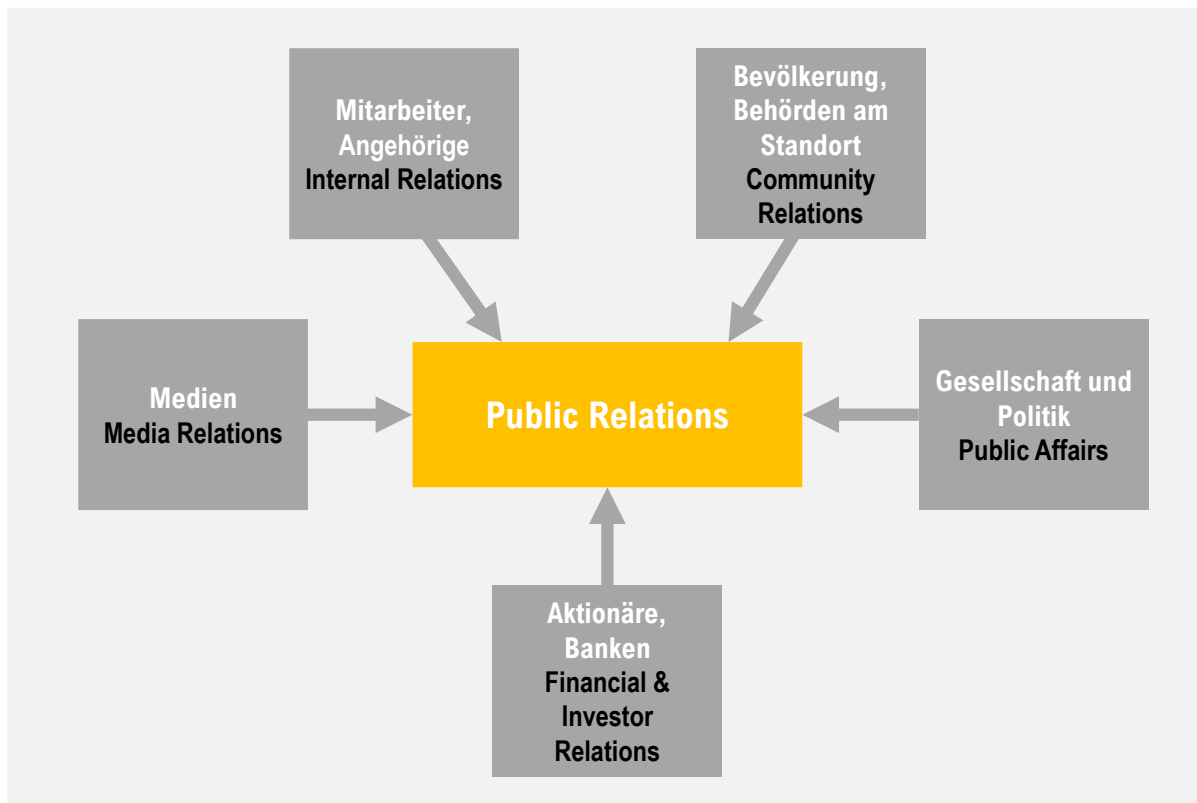 Mitarbeiter,
Angehörige
Internal Relations
Bevölkerung,
Behörden am
Standort
Community
Relations
Medien
Media Relations
Public Relations
Gesellschaft und
Politik
Public Affairs
Aktionäre,
Banken
Financial &
Investor
Relations